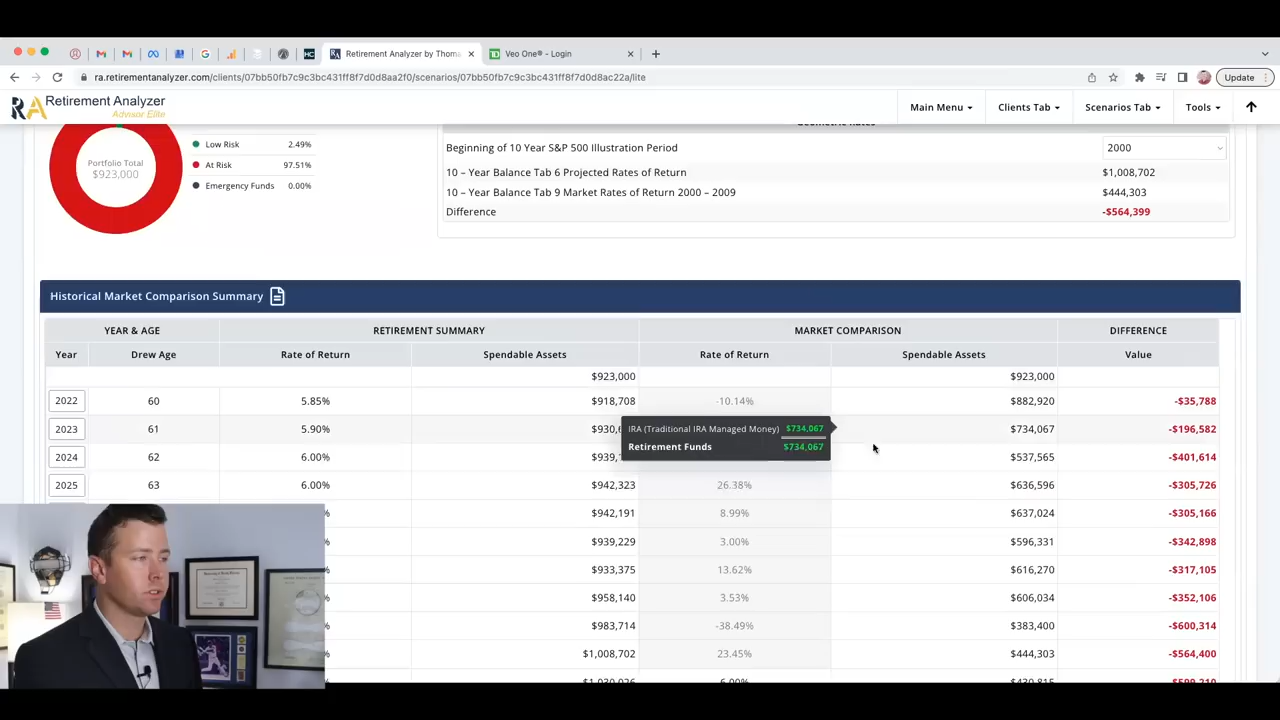 Retirement Analyzer by Thoma
Veo One® - Login
ra.retirementanalyzer.com/clients/07bb50fb7c9c3bc431ff8f7d0d8aa2f0/scenarios/07bb50fb7c9c3bc431ff8f7d0d8ac22a/lite
Update
RA Retirement Analyzer
Advisor Elite
Main Menu
Clients Tab
Scenarios Tab
Tools
Portfolio Total
$923,000
Low Risk 2.49%
At Risk 97.51%
Emergency Funds 0.00%
Geometric Rates
Beginning of 10 Year S&P 500 Illustration Period 2000
10 – Year Balance Tab 6 Projected Rates of Return $1,008,702
10 – Year Balance Tab 9 Market Rates of Return 2000 – 2009 $444,303
Difference -$564,399
Historical Market Comparison Summary
YEAR & AGE RETIREMENT SUMMARY MARKET COMPARISON DIFFERENCE
Year Drew Age Rate of Return Spendable Assets Rate of Return Spendable Assets Value
$923,000 $923,000
2022 60 5.85% $918,708 -10.14% $882,920 -$35,788
2023 61 5.90% $734,067 -$196,582
IRA (Traditional IRA Managed Money) $734,067
Retirement Funds $734,067
2024 62 6.00% $537,565 -$401,614
2025 63 6.00% $942,323 26.38% $636,596 -$305,726
% $942,191 8.99% $637,024 -$305,166
% $939,229 3.00% $596,331 -$342,898
% $933,375 13.62% $616,270 -$317,105
% $958,140 3.53% $606,034 -$352,106
% $983,714 -38.49% $383,400 -$600,314
% $1,008,702 23.45% $444,303 -$564,400